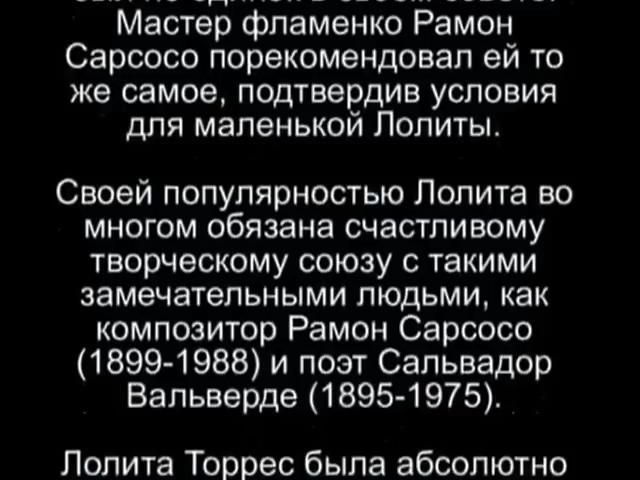 Мастер фламенко Рамон
Сарсосо порекомендовал ей то
же самое, подтвердив условия
для маленькой Лолиты.
Своей популярностью Лолита во
многом обязана счастливому
творческому союзу с такими
замечательными людьми, как
композитор Рамон Сарсосо
(1899-1988) и поэт Сальвадор
Вальверде (1895-1975).
Лолита Торрес была абсолютно